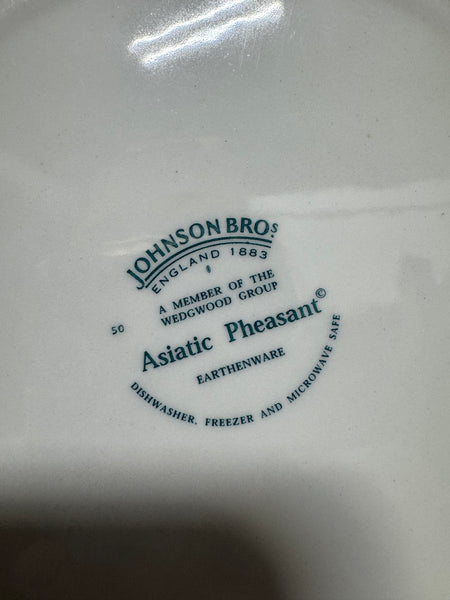 JOHNSON BROS
ENGLAND 1883
A MEMBER OF THE
WEDGWOOD GROUP
50
Asiatic Pheasant©
EARTHENWARE
DISHWASHER, FREEZER AND MICROWAVE SAFE